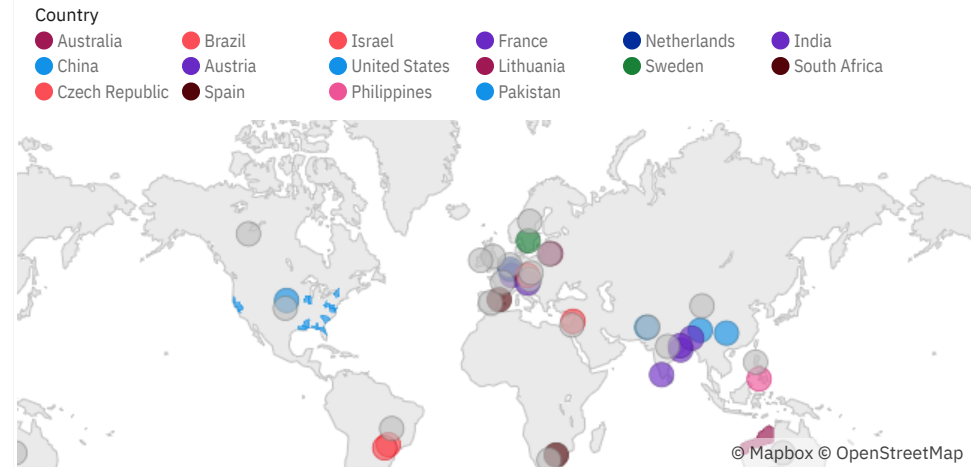 Country
Australia Brazil Israel France Netherlands India
China Austria United States Lithuania Sweden South Africa
Czech Republic Spain Philippines Pakistan
© Mapbox © OpenStreetMap